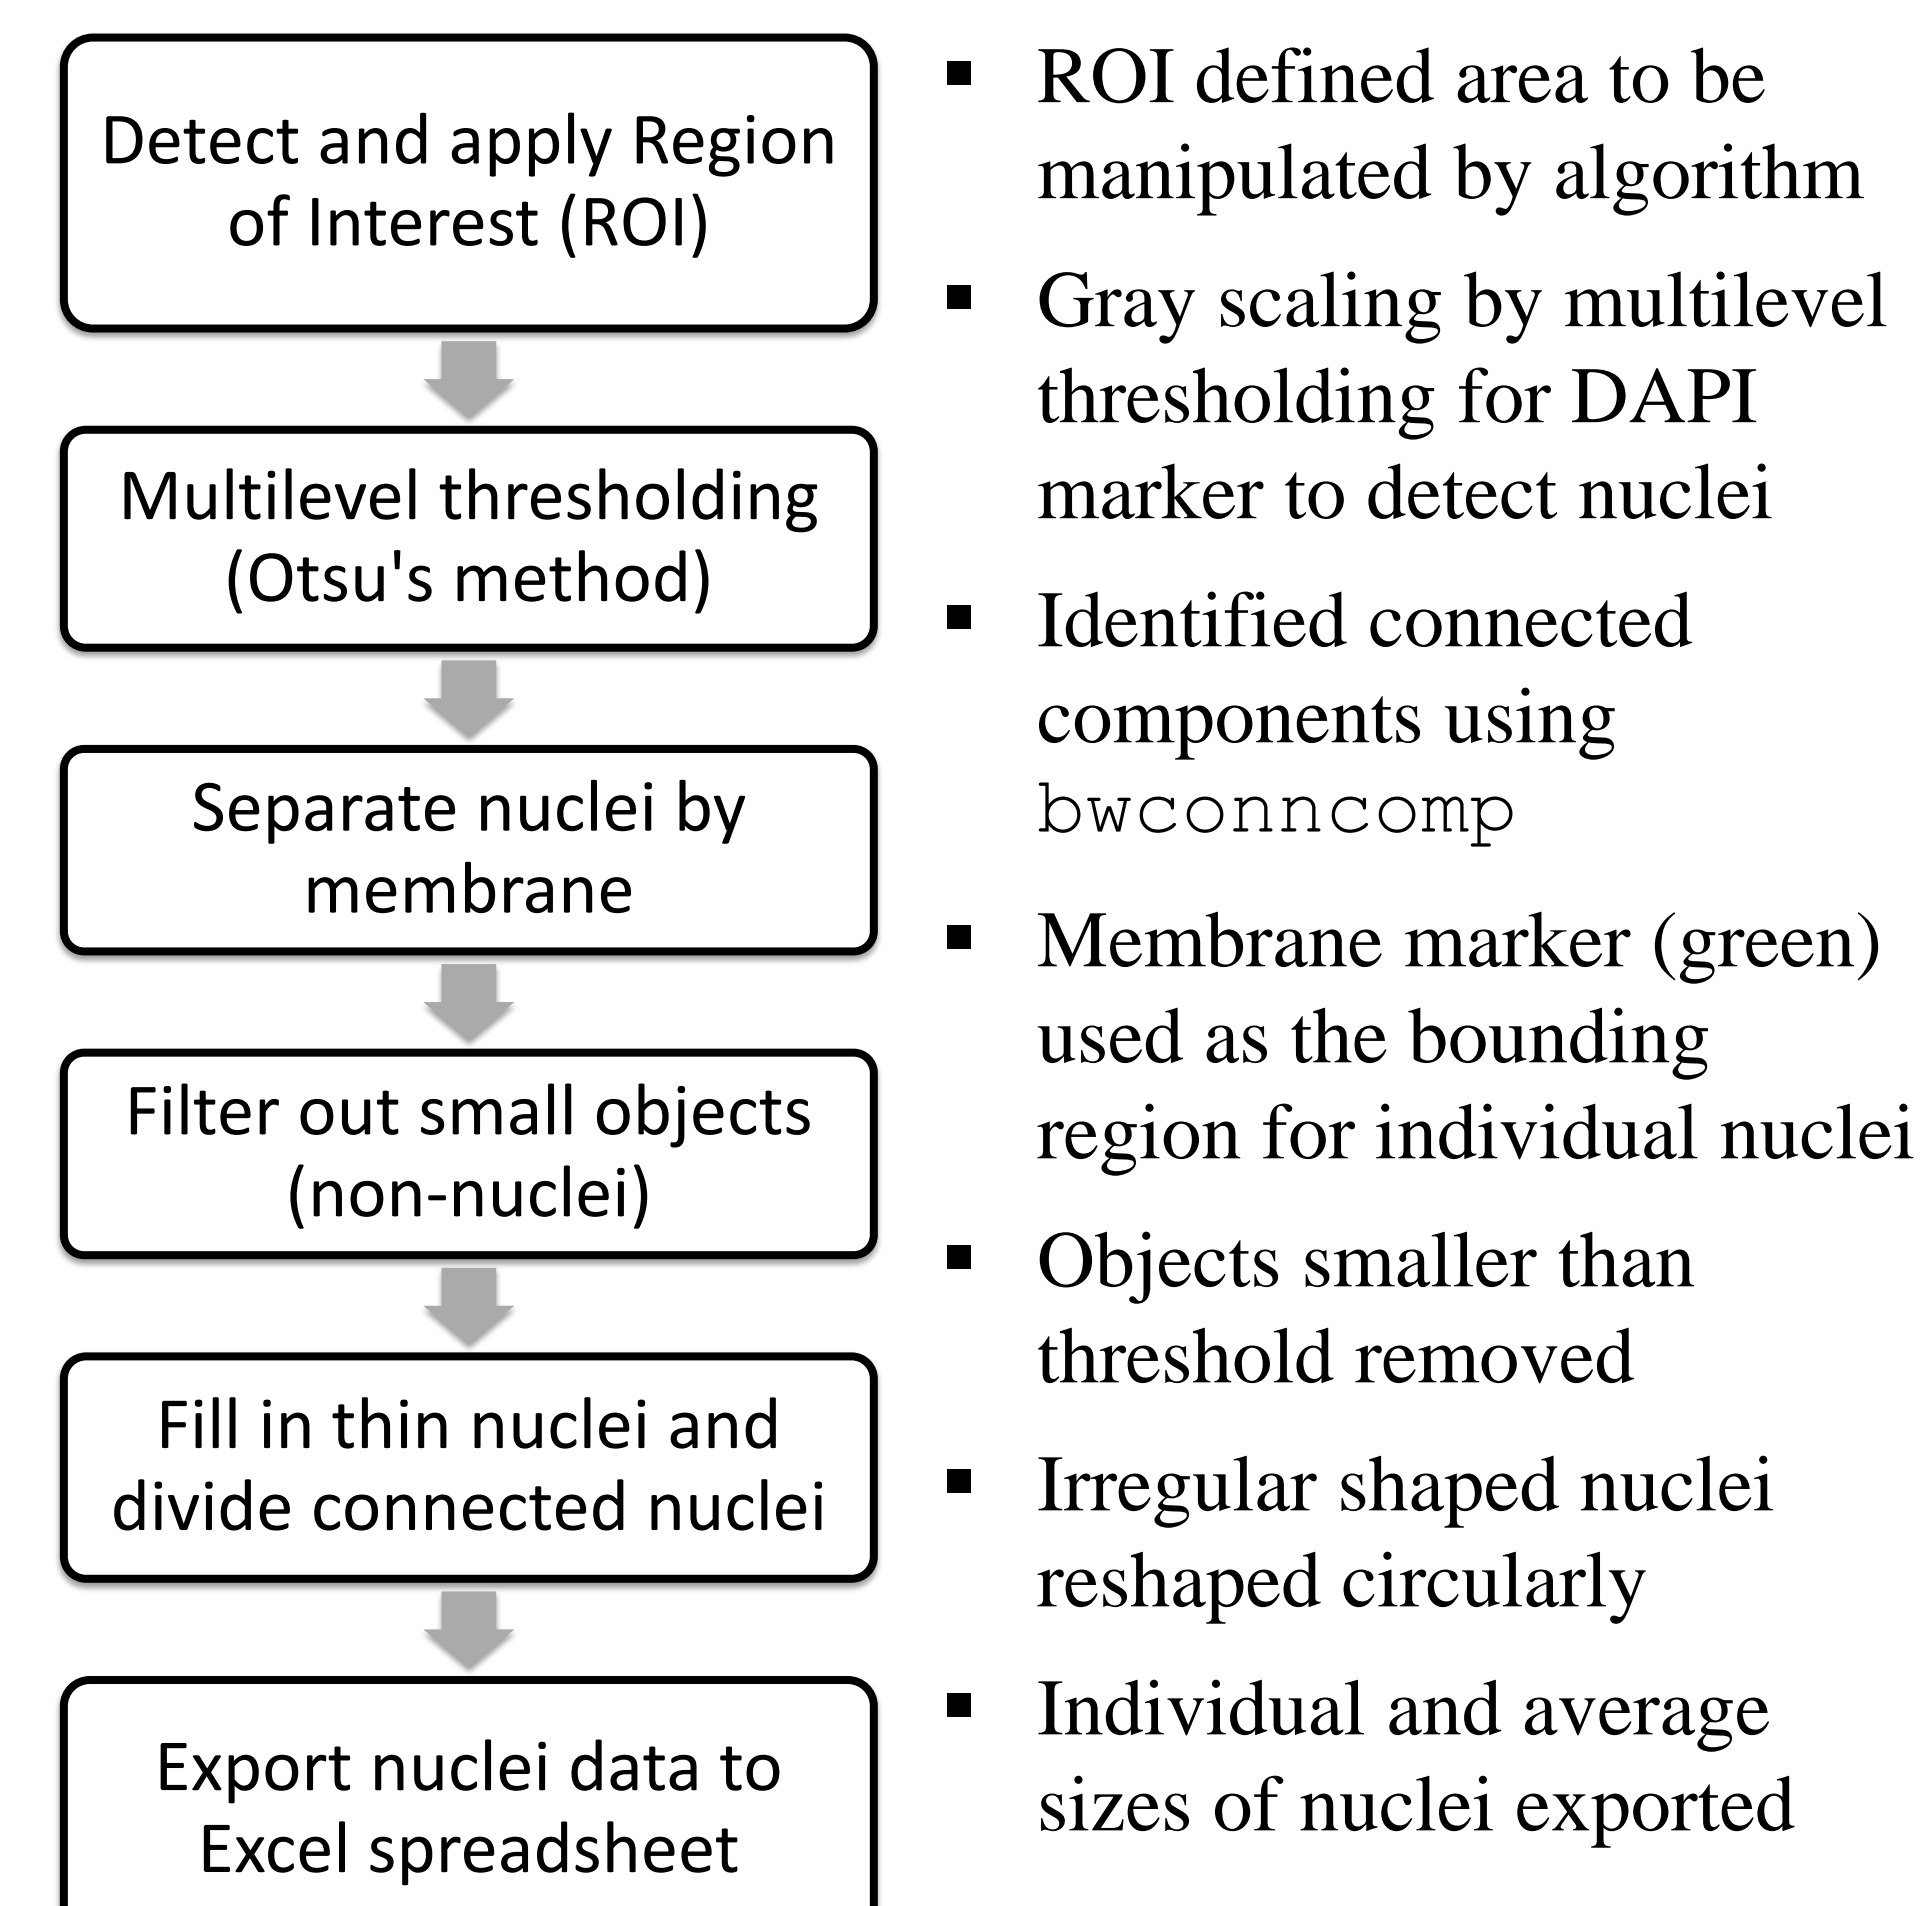 Detect and apply Region
of Interest (ROI)
Multilevel thresholding
(Otsu's method)
Separate nuclei by
membrane
Filter out small objects
(non-nuclei)
Fill in thin nuclei and
divide connected nuclei
Export nuclei data to
Excel spreadsheet
▪ ROI defined area to be
manipulated by algorithm
▪ Gray scaling by multilevel
thresholding for DAPI
marker to detect nuclei
▪ Identified connected
components using
bwconncomp
▪ Membrane marker (green)
used as the bounding
region for individual nuclei
▪ Objects smaller than
threshold removed
▪ Irregular shaped nuclei
reshaped circularly
▪ Individual and average
sizes of nuclei exported